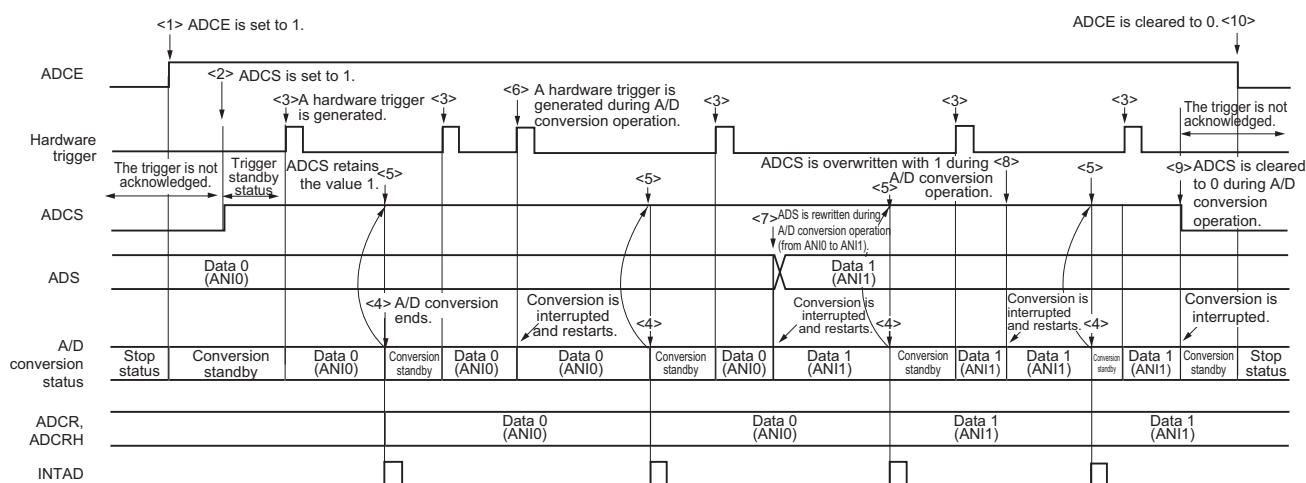 <1> ADCE is set to 1.
ADCE is cleared to 0. <10>
ADCE
<2> ADCS is set to 1.
<3> A hardware trigger
is generated.
<3>
<6> A hardware trigger is
generated during A/D
conversion operation.
<3>
<3>
<3>
The trigger is not
acknowledged.
Hardware
trigger
The trigger is not
acknowledged.
Trigger
standby
status
ADCS retains
the value 1.
<5>
<5>
ADCS is overwritten with 1 during
A/D conversion
operation.
<8>
<5>
<5>
<9> ADCS is cleared
to 0 during A/D
conversion
operation.
ADCS
<7> ADS is rewritten during
A/D conversion operation
(from ANI0 to ANI1).
ADS
Data 0
(ANI0)
Data 1
(ANI1)
<4> A/D conversion
ends.
Conversion is
interrupted
and restarts.
<4>
Conversion is
interrupted
and restarts.
<4>
Conversion is
interrupted
and restarts.
<4>
Conversion is
interrupted.
A/D
conversion
status
Stop
status
Conversion
standby
Data 0
(ANI0)
Conversion
standby
Data 0
(ANI0)
Data 0
(ANI0)
Conversion
standby
Data 0
(ANI0)
Data 1
(ANI1)
Conversion
standby
Data 1
(ANI1)
Data 1
(ANI1)
Conversion
standby
Data 1
(ANI1)
Conversion
standby
Stop
status
ADCR,
ADCRH
Data 0
(ANI0)
Data 0
(ANI0)
Data 1
(ANI1)
Data 1
(ANI1)
INTAD